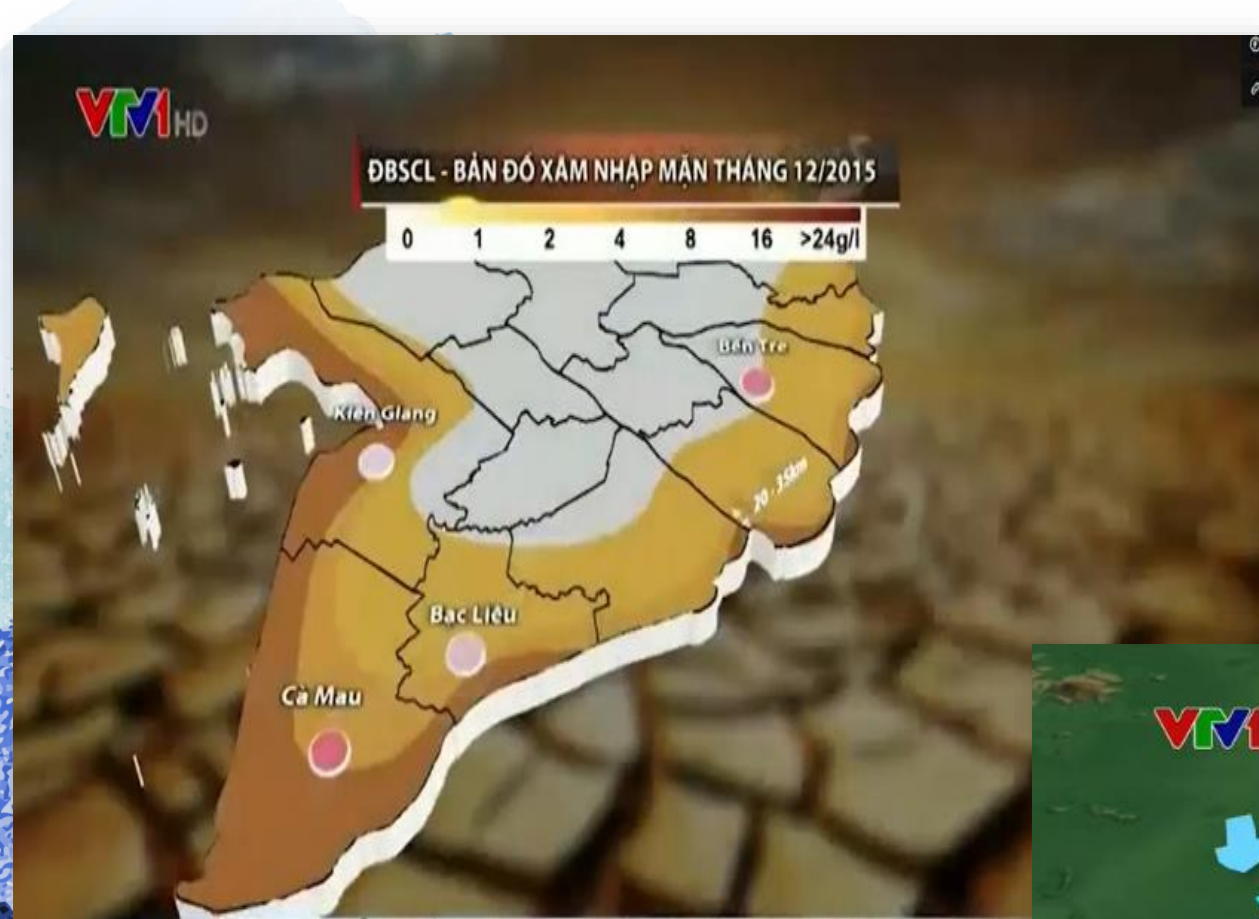 VTV1 HD
ĐBSCL - BẢN ĐỒ XÂM NHẬP MẶN THÁNG 12/2015
0 1 2 4 8 16 >24g/l
Bến Tre
Kiên Giang
20 - 35km
Bạc Liêu
Cà Mau
VTV1